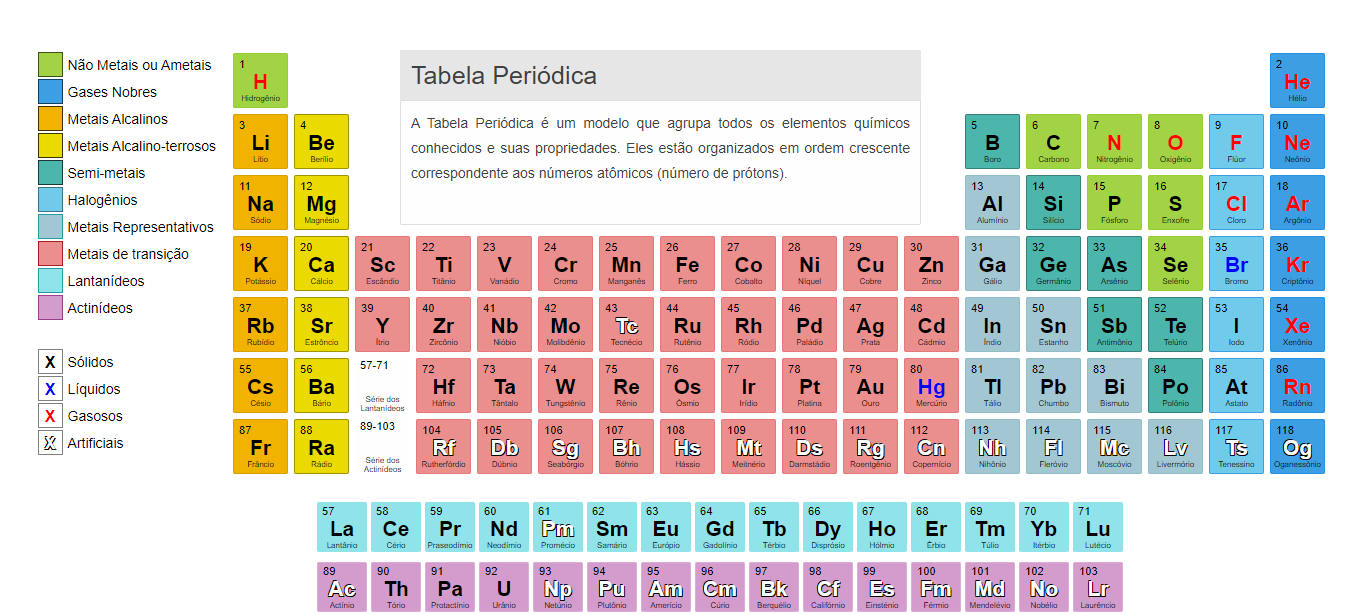 Tabela Periódica
A Tabela Periódica é um modelo que agrupa todos os elementos químicos
conhecidos e suas propriedades. Eles estão organizados em ordem crescente
correspondente aos números atômicos (número de prótons).
Não Metais ou Ametais
Gases Nobres
Metais Alcalinos
Metais Alcalino-terrosos
Semi-metais
Halogênios
Metais Representativos
Metais de transição
Lantanídeos
Actinídeos
X Sólidos
X Líquidos
X Gasosos
X Artificiais
1 2
H He
Hidrogênio Hélio
3 4 5 6 7 8 9 10
Li Be B C N O F Ne
Lítio Berílio Boro Carbono Nitrogênio Oxigênio Flúor Neônio
11 12 13 14 15 16 17 18
Na Mg Al Si P S Cl Ar
Sódio Magnésio Alumínio Silício Fósforo Enxofre Cloro Argônio
19 20 21 22 23 24 25 26 27 28 29 30 31 32 33 34 35 36
K Ca Sc Ti V Cr Mn Fe Co Ni Cu Zn Ga Ge As Se Br Kr
Potássio Cálcio Escândio Titânio Vanádio Cromo Manganês Ferro Cobalto Níquel Cobre Zinco Gálio Germânio Arsênio Selênio Bromo Criptônio
37 38 39 40 41 42 43 44 45 46 47 48 49 50 51 52 53 54
Rb Sr Y Zr Nb Mo Tc Ru Rh Pd Ag Cd In Sn Sb Te I Xe
Rubídio Estrôncio Ítrio Zircônio Nióbio Molibdênio Tecnécio Rutênio Ródio Paládio Prata Cádmio Índio Estanho Antimônio Telúrio Iodo Xenônio
55 56 57-71 72 73 74 75 76 77 78 79 80 81 82 83 84 85 86
Cs Ba Hf Ta W Re Os Ir Pt Au Hg Tl Pb Bi Po At Rn
Césio Bário Série dos Lantanídeos Háfnio Tântalo Tungstênio Rênio Ósmio Irídio Platina Ouro Mercúrio Tálio Chumbo Bismuto Polônio Astato Radônio
87 88 89-103 104 105 106 107 108 109 110 111 112 113 114 115 116 117 118
Fr Ra Rf Db Sg Bh Hs Mt Ds Rg Cn Nh Fl Mc Lv Ts Og
Frâncio Rádio Série dos Actinídeos Rutherfórdio Dúbnio Seabórgio Bóhrio Hássio Meitnério Darmstádio Roentgênio Copernício Nihônio Fleróvio Moscóvio Livermório Tenessino Oganessônio
57 58 59 60 61 62 63 64 65 66 67 68 69 70 71
La Ce Pr Nd Pm Sm Eu Gd Tb Dy Ho Er Tm Yb Lu
Lantânio Cério Praseodímio Neodímio Promécio Samário Európio Gadolínio Térbio Disprósio Hólmio Érbio Túlio Itérbio Lutécio
89 90 91 92 93 94 95 96 97 98 99 100 101 102 103
Ac Th Pa U Np Pu Am Cm Bk Cf Es Fm Md No Lr
Actínio Tório Protactínio Urânio Netúnio Plutônio Amerício Cúrio Berquélio Califórnio Einsténio Férmio Mendelévio Nobélio Laurêncio